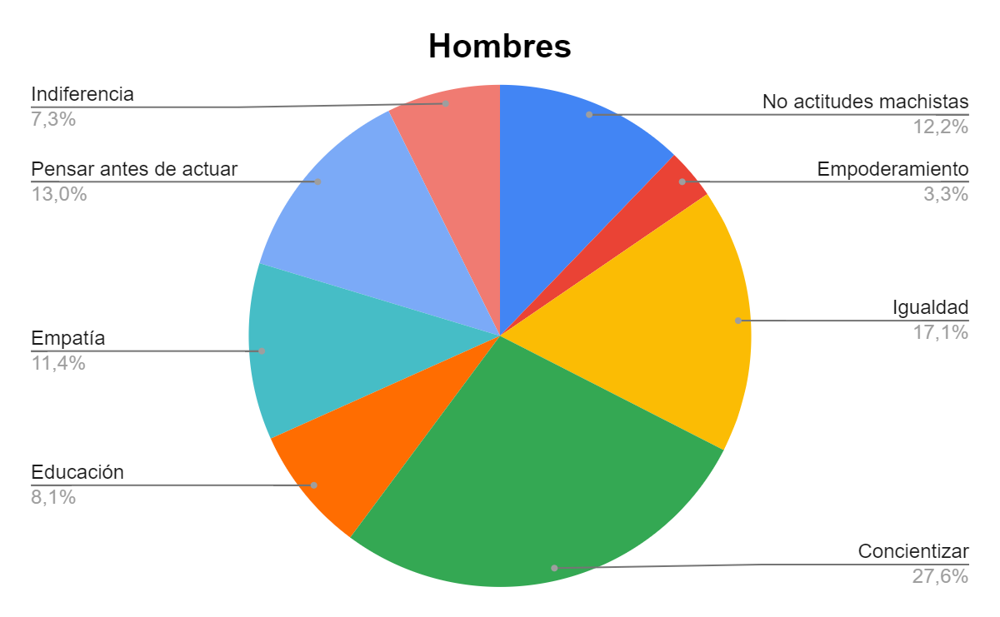 Hombres
Indiferencia
7,3%
Pensar antes de actuar
13,0%
Empatía
11,4%
Educación
8,1%
No actitudes machistas
12,2%
Empoderamiento
3,3%
Igualdad
17,1%
Concientizar
27,6%